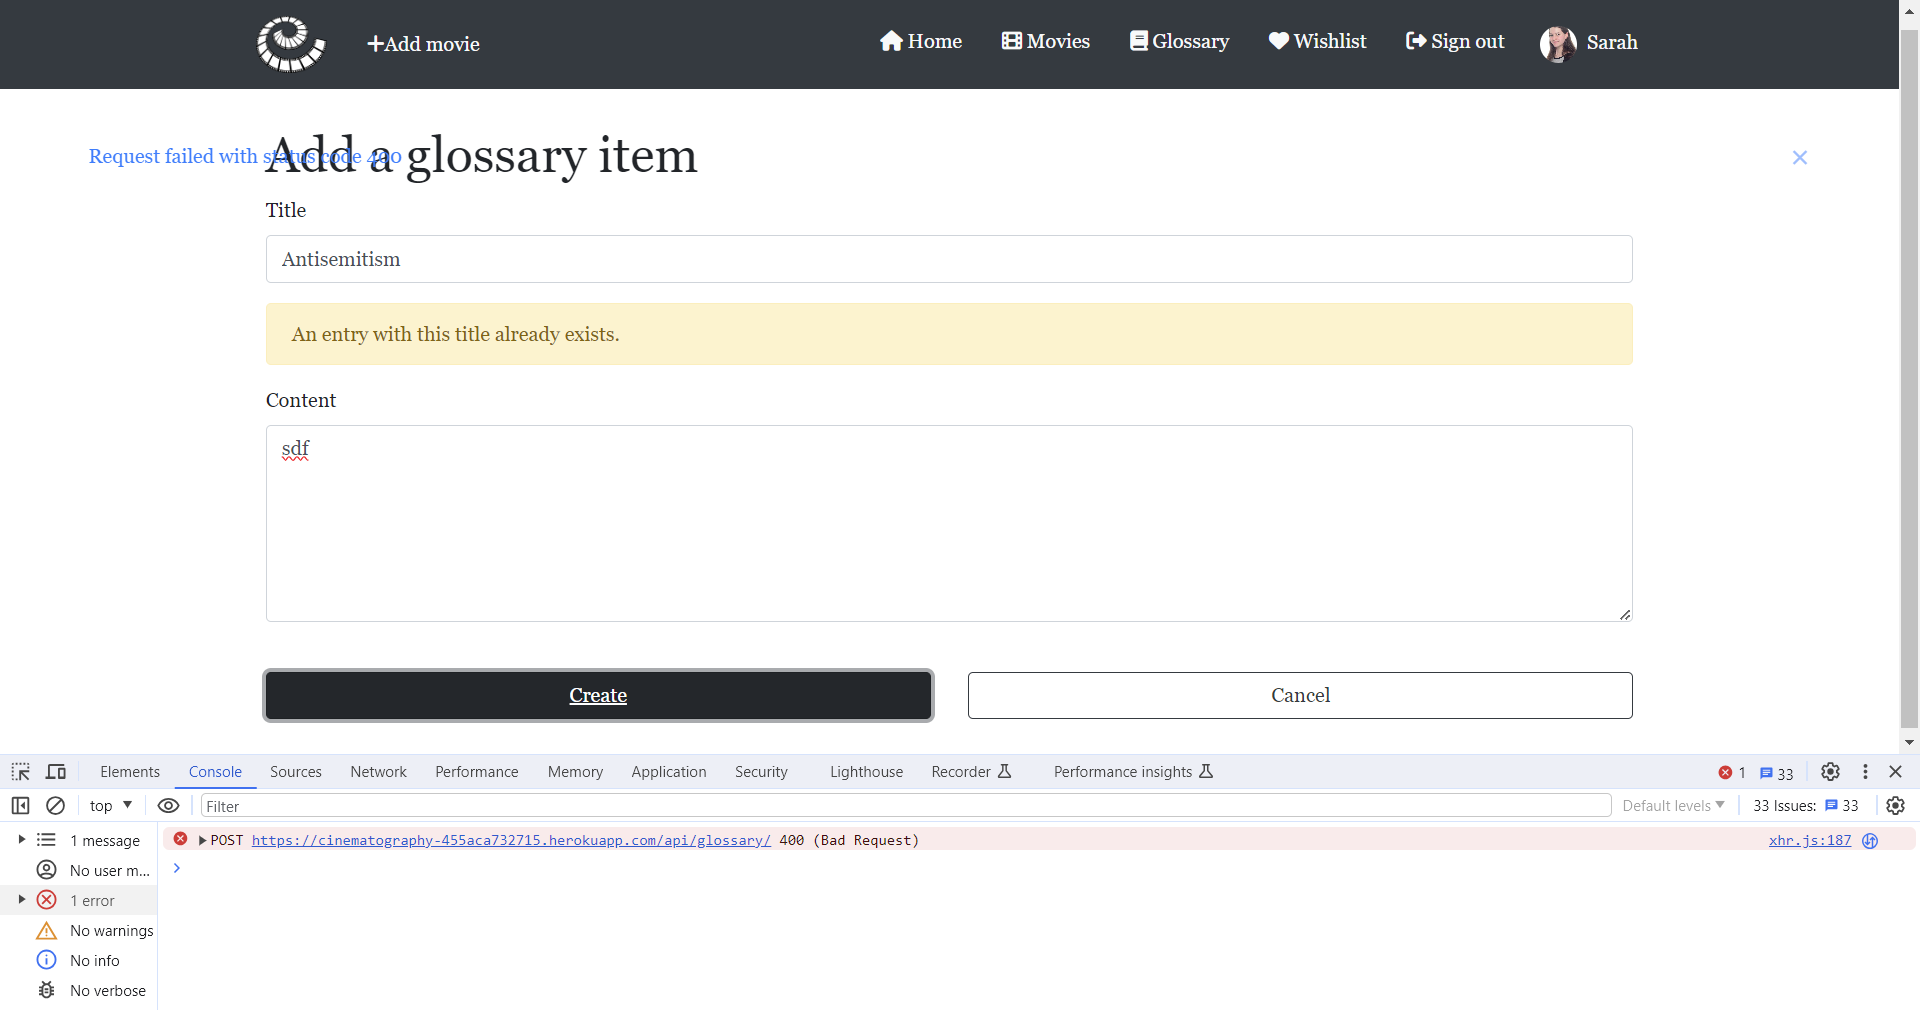 Add movie
Home
Movies
Glossary
Wishlist
Sign out
Sarah
Request failed with status code 400
Add a glossary item
Title
Antisemitism
An entry with this title already exists.
Content
sdf
Create
Cancel
Elements Console Sources Network Performance Memory Application Security Lighthouse Recorder Performance insights 1 33
top Filter Default levels 33 Issues: 33
1 message
POST https://cinematography-455aca732715.herokuapp.com/api/glossary/ 400 (Bad Request) xhr.js:187
No user m...
1 error
No warnings
No info
No verbose